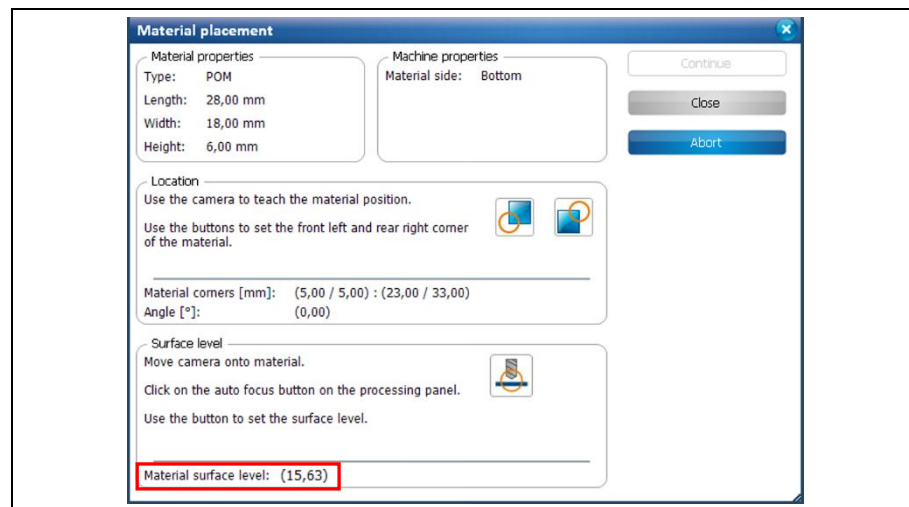 Material placement
Material properties
Type: POM
Length: 28,00 mm
Width: 18,00 mm
Height: 6,00 mm
Machine properties
Material side: Bottom
Continue
Close
Abort
Location
Use the camera to teach the material position.
Use the buttons to set the front left and rear right corner
of the material.
Material corners [mm]: (5,00 / 5,00) : (23,00 / 33,00)
Angle [°]: (0,00)
Surface level
Move camera onto material.
Click on the auto focus button on the processing panel.
Use the button to set the surface level.
Material surface level: (15,63)